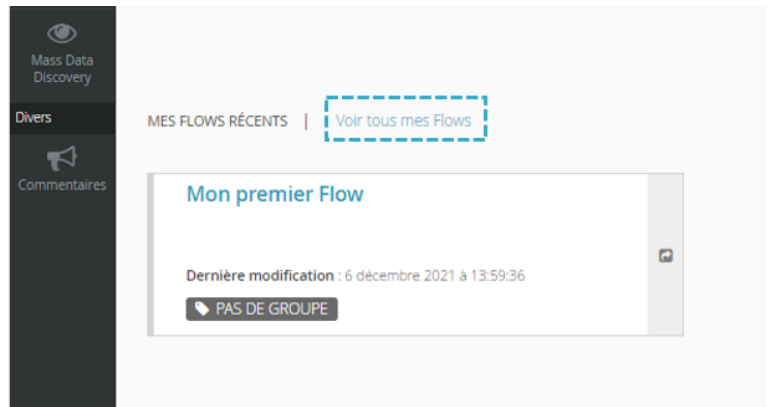 Mass Data
Discovery
Divers
Commentaires
MES FLOWS RÉCENTS | Voir tous mes Flows
Mon premier Flow
Dernière modification : 6 décembre 2021 à 13:59:36
PAS DE GROUPE